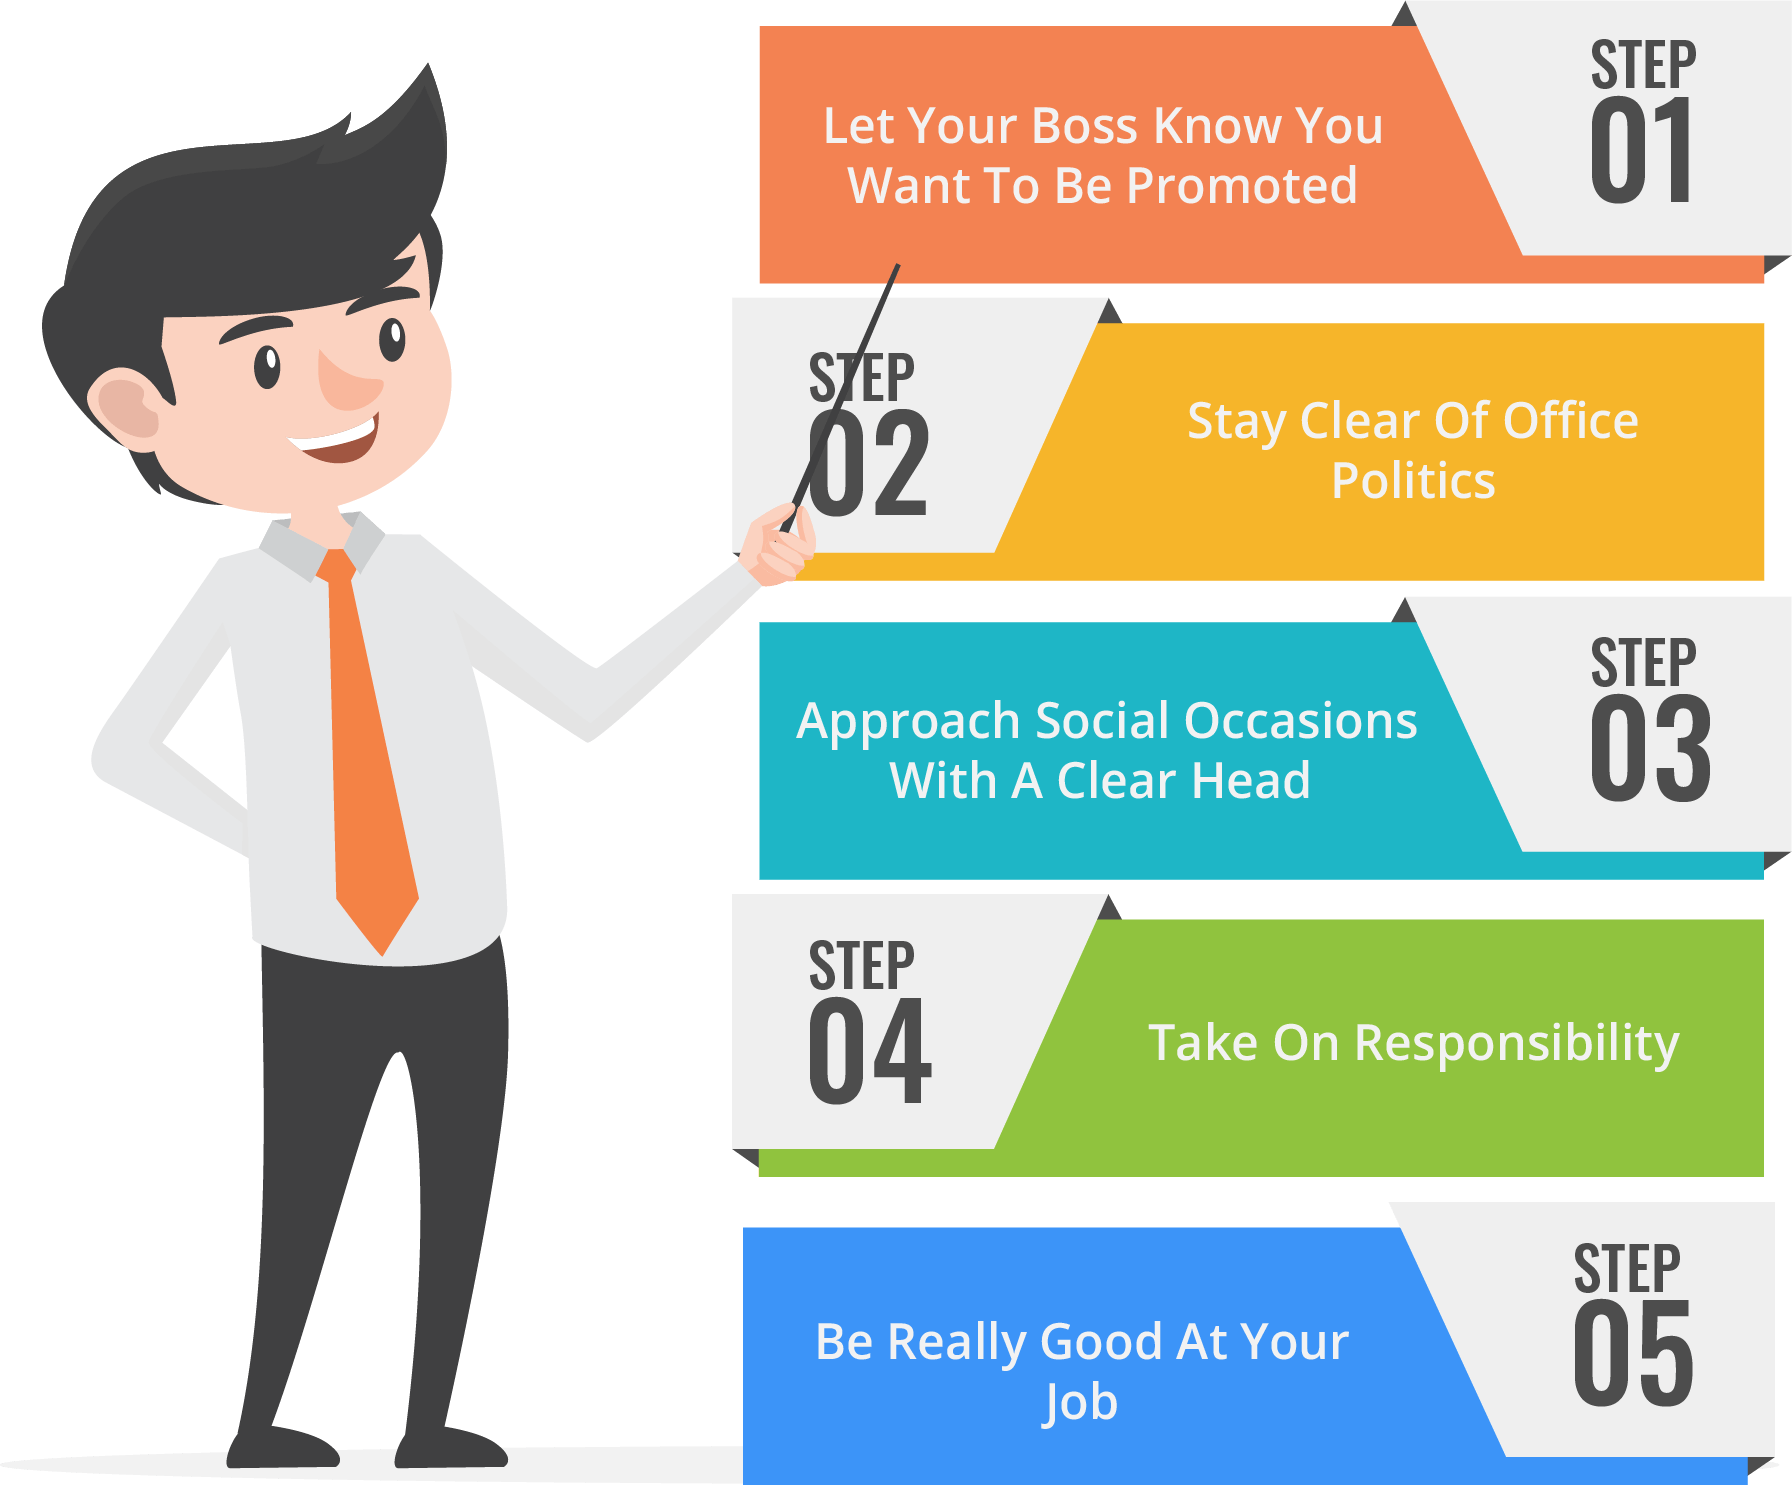 Let Your Boss Know You
Want To Be Promoted
STEP
01
STEP
02
Stay Clear Of Office
Politics
Approach Social Occasions
With A Clear Head
STEP
03
STEP
04
Take On Responsibility
Be Really Good At Your
Job
STEP
05